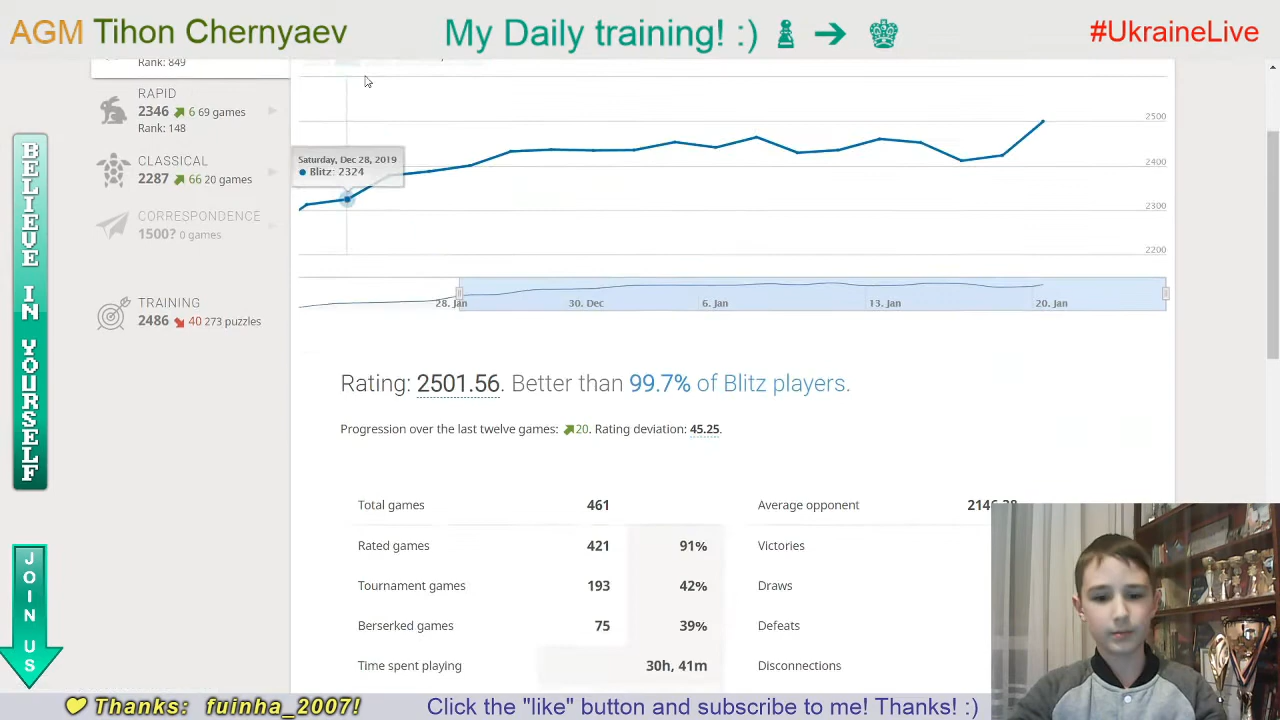 AGM Tihon Chernyaev
My Daily training! :)
#UkraineLive
Rank: 849
RAPID
2346 6 69 games
Rank: 148
CLASSICAL
2287 66 20 games
CORRESPONDENCE
1500? 0 games
TRAINING
2486 40 273 puzzles
BELIEVE IN YOURSELF
JOIN US
Saturday, Dec 28, 2019
Blitz: 2324
2500
2400
2300
2200
28. Jan
30. Dec
6. Jan
13. Jan
20. Jan
Rating: 2501.56. Better than 99.7% of Blitz players.
Progression over the last twelve games: 20. Rating deviation: 45.25.
Total games 461
Rated games 421 91%
Tournament games 193 42%
Berserked games 75 39%
Time spent playing 30h, 41m
Average opponent
Victories
Draws
Defeats
Disconnections
Thanks: fuinha_2007!
Click the "like" button and subscribe to me! Thanks! :)